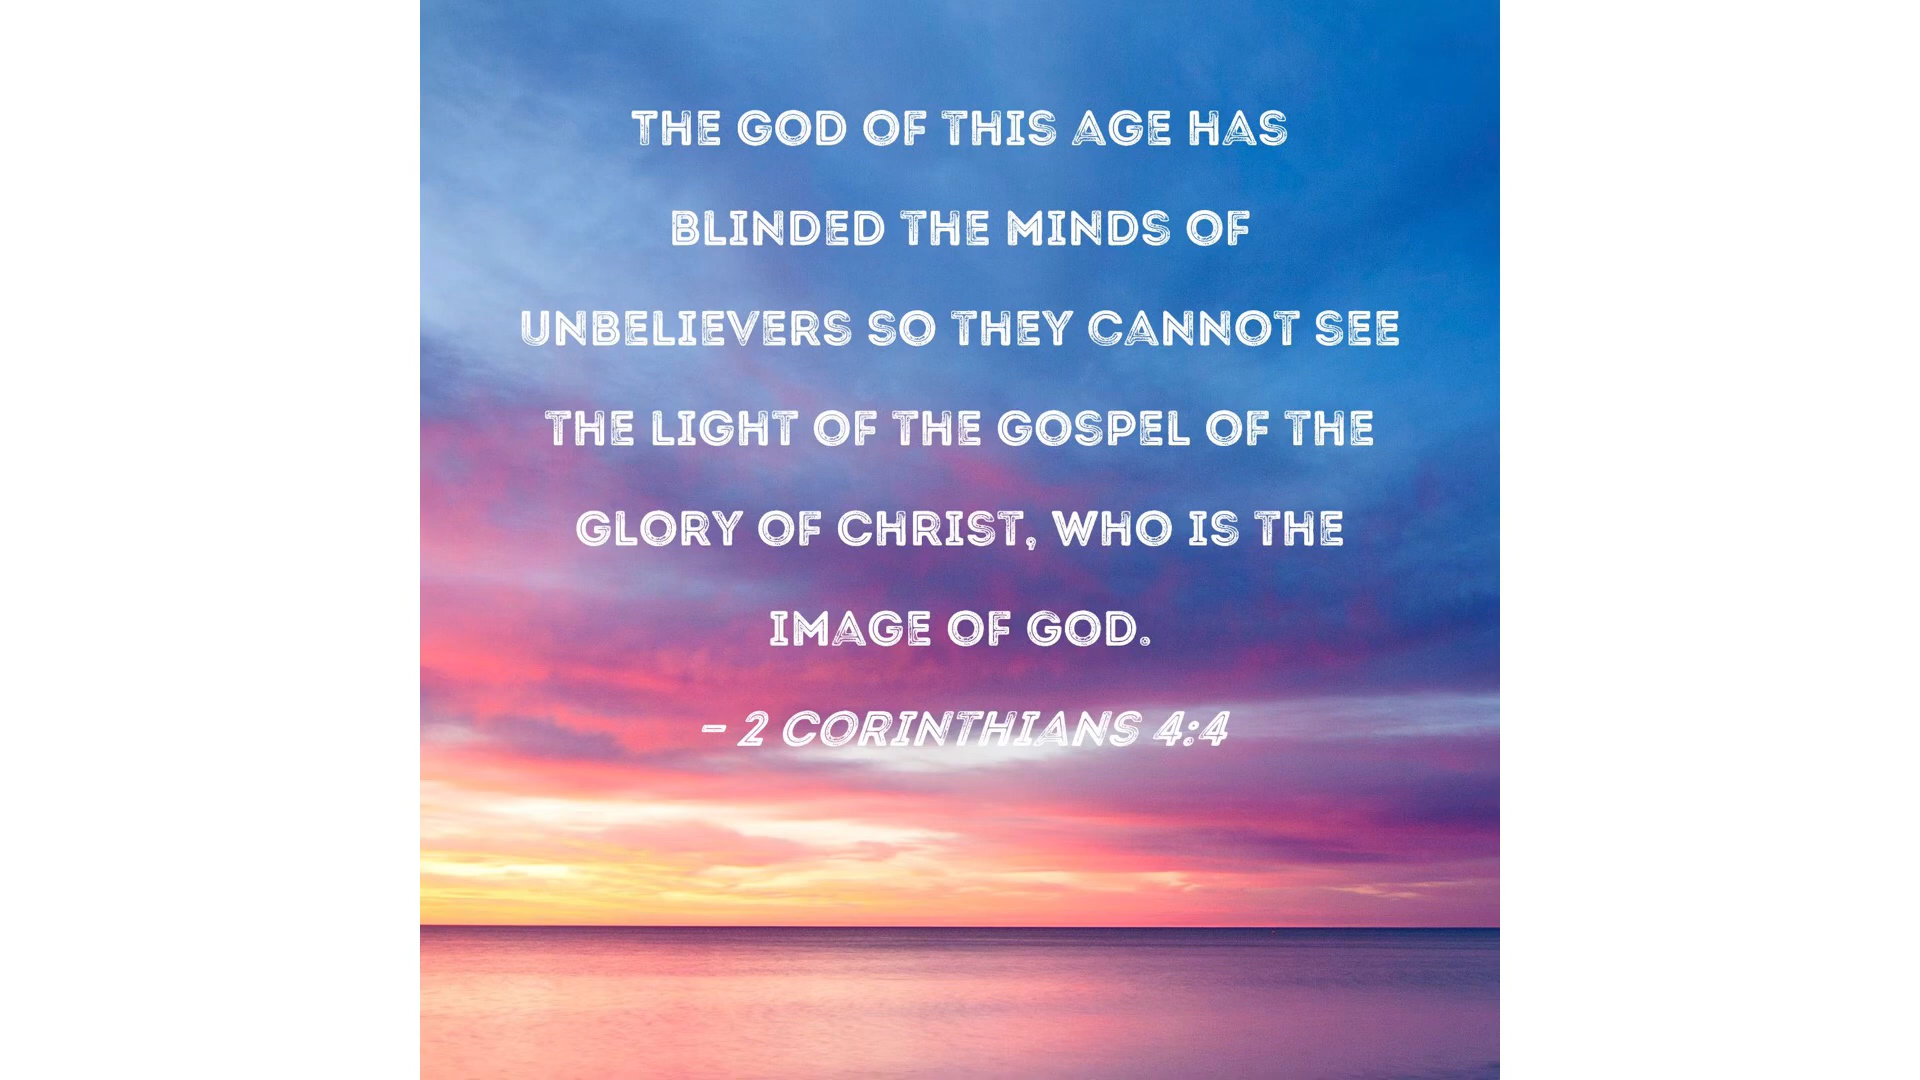 THE GOD OF THIS AGE HAS
BLINDED THE MINDS OF
UNBELIEVERS SO THEY CANNOT SEE
THE LIGHT OF THE GOSPEL OF THE
GLORY OF CHRIST, WHO IS THE
IMAGE OF GOD.
- 2 CORINTHIANS 4:4